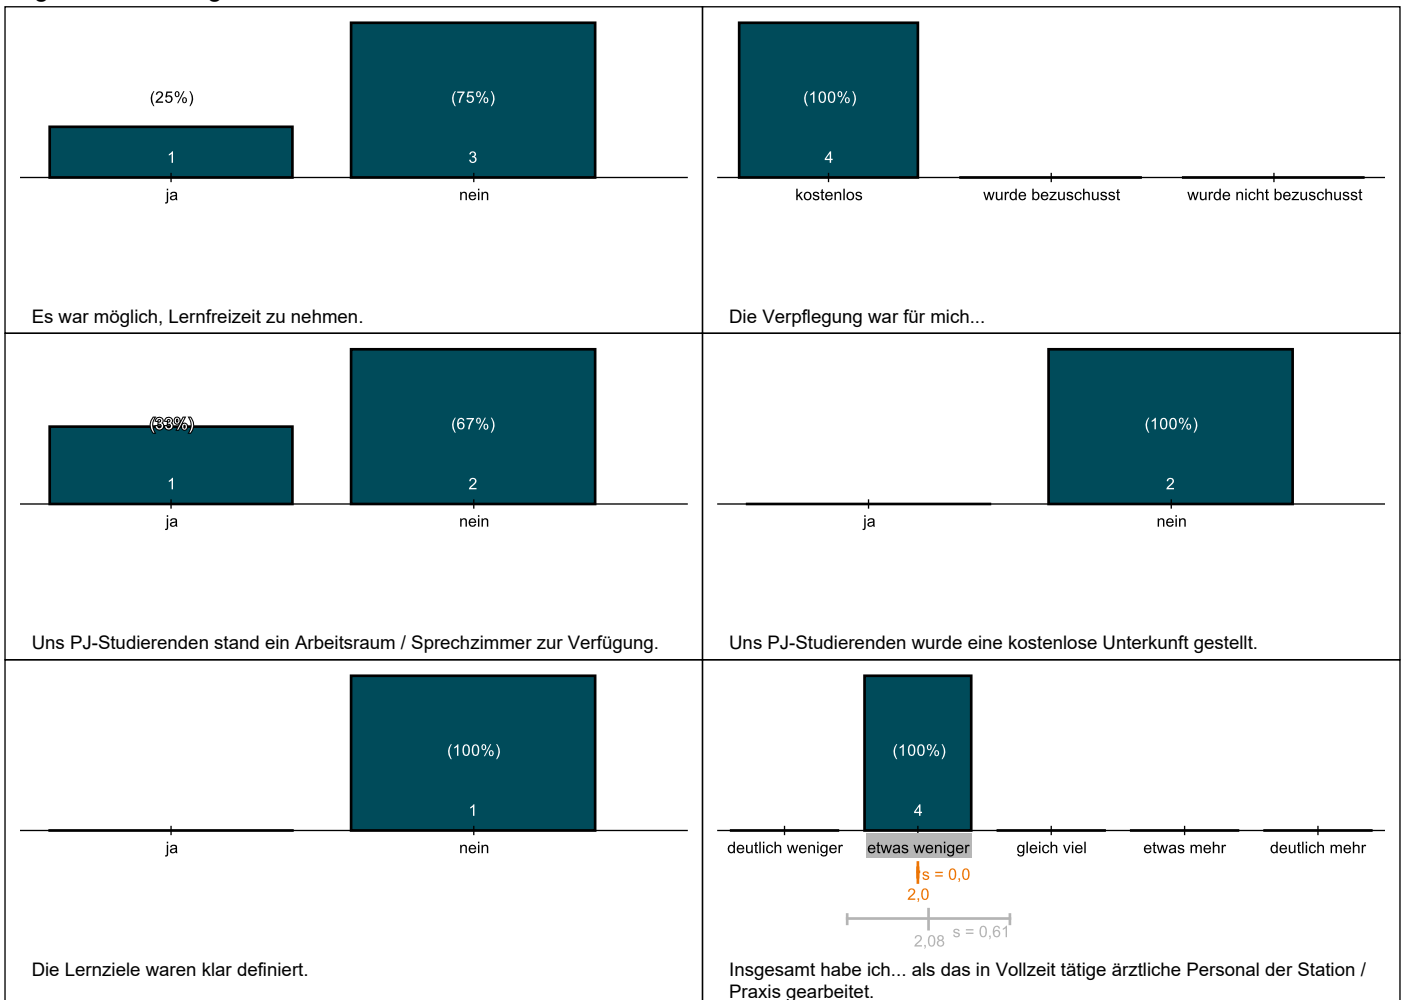 (25%)
(75%)
1
3
ja
nein
Es war möglich, Lernfreizeit zu nehmen.
(100%)
4
kostenlos
wurde bezuschusst
wurde nicht bezuschusst
Die Verpflegung war für mich...
(33%)
(67%)
1
2
ja
nein
Uns PJ-Studierenden stand ein Arbeitsraum / Sprechzimmer zur Verfügung.
(100%)
2
ja
nein
Uns PJ-Studierenden wurde eine kostenlose Unterkunft gestellt.
(100%)
1
ja
nein
Die Lernziele waren klar definiert.
(100%)
4
deutlich weniger
etwas weniger
gleich viel
etwas mehr
deutlich mehr
s = 0,0
2,0
s = 0,61
2,08
Insgesamt habe ich... als das in Vollzeit tätige ärztliche Personal der Station /
Praxis gearbeitet.